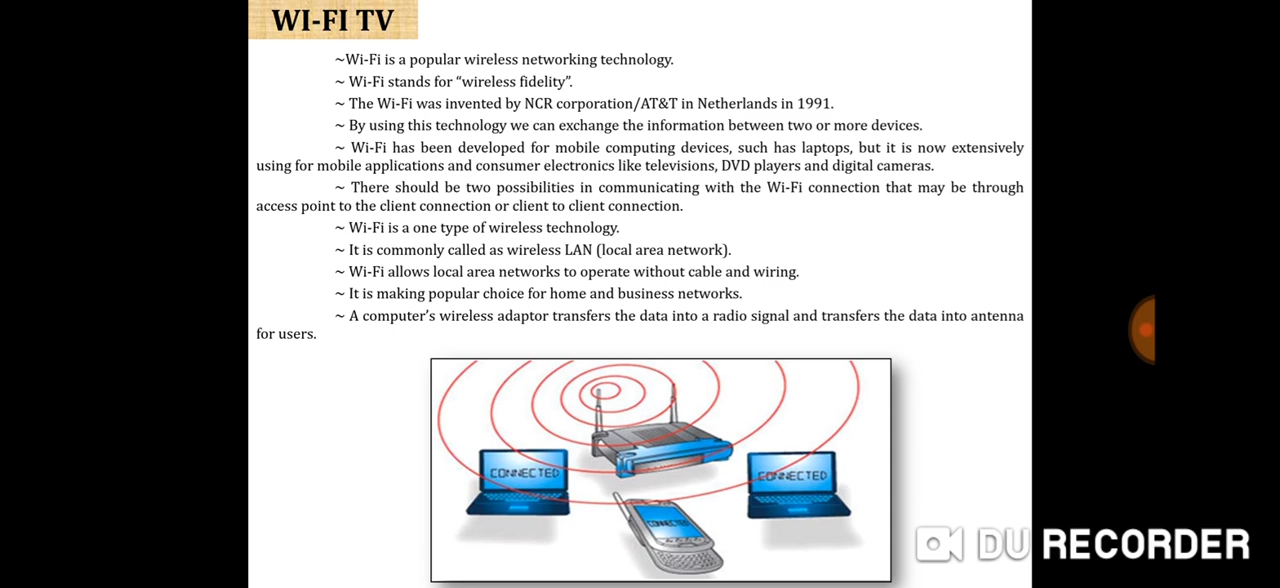 WI-FI TV
~Wi-Fi is a popular wireless networking technology.
~ Wi-Fi stands for “wireless fidelity”.
~ The Wi-Fi was invented by NCR corporation/AT&T in Netherlands in 1991.
~ By using this technology we can exchange the information between two or more devices.
~ Wi-Fi has been developed for mobile computing devices, such has laptops, but it is now extensively
using for mobile applications and consumer electronics like televisions, DVD players and digital cameras.
~ There should be two possibilities in communicating with the Wi-Fi connection that may be through
access point to the client connection or client to client connection.
~ Wi-Fi is a one type of wireless technology.
~ It is commonly called as wireless LAN (local area network).
~ Wi-Fi allows local area networks to operate without cable and wiring.
~ It is making popular choice for home and business networks.
~ A computer’s wireless adaptor transfers the data into a radio signal and transfers the data into antenna
for users.
CONNECTED
CONNECTED
CONNECTED
DU RECORDER